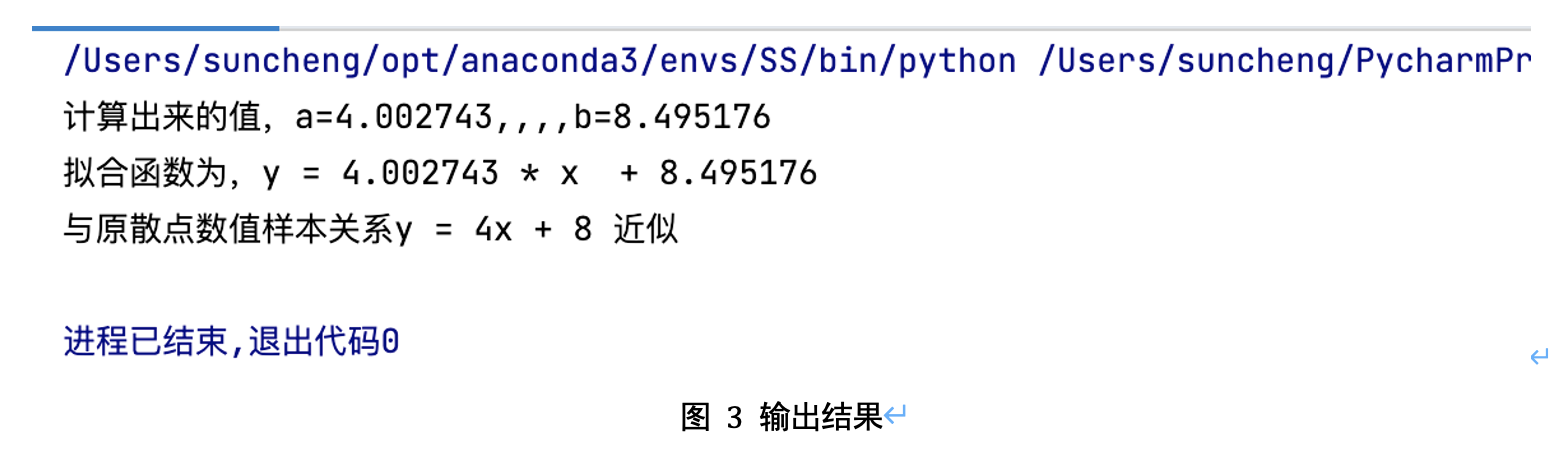 /Users/suncheng/opt/anaconda3/envs/SS/bin/python /Users/suncheng/PycharmPr
计算出来的值，a=4.002743,,,,b=8.495176
拟合函数为，y = 4.002743 * x  + 8.495176
与原散点数值样本关系y = 4x + 8 近似
进程已结束,退出代码0
图 3 输出结果